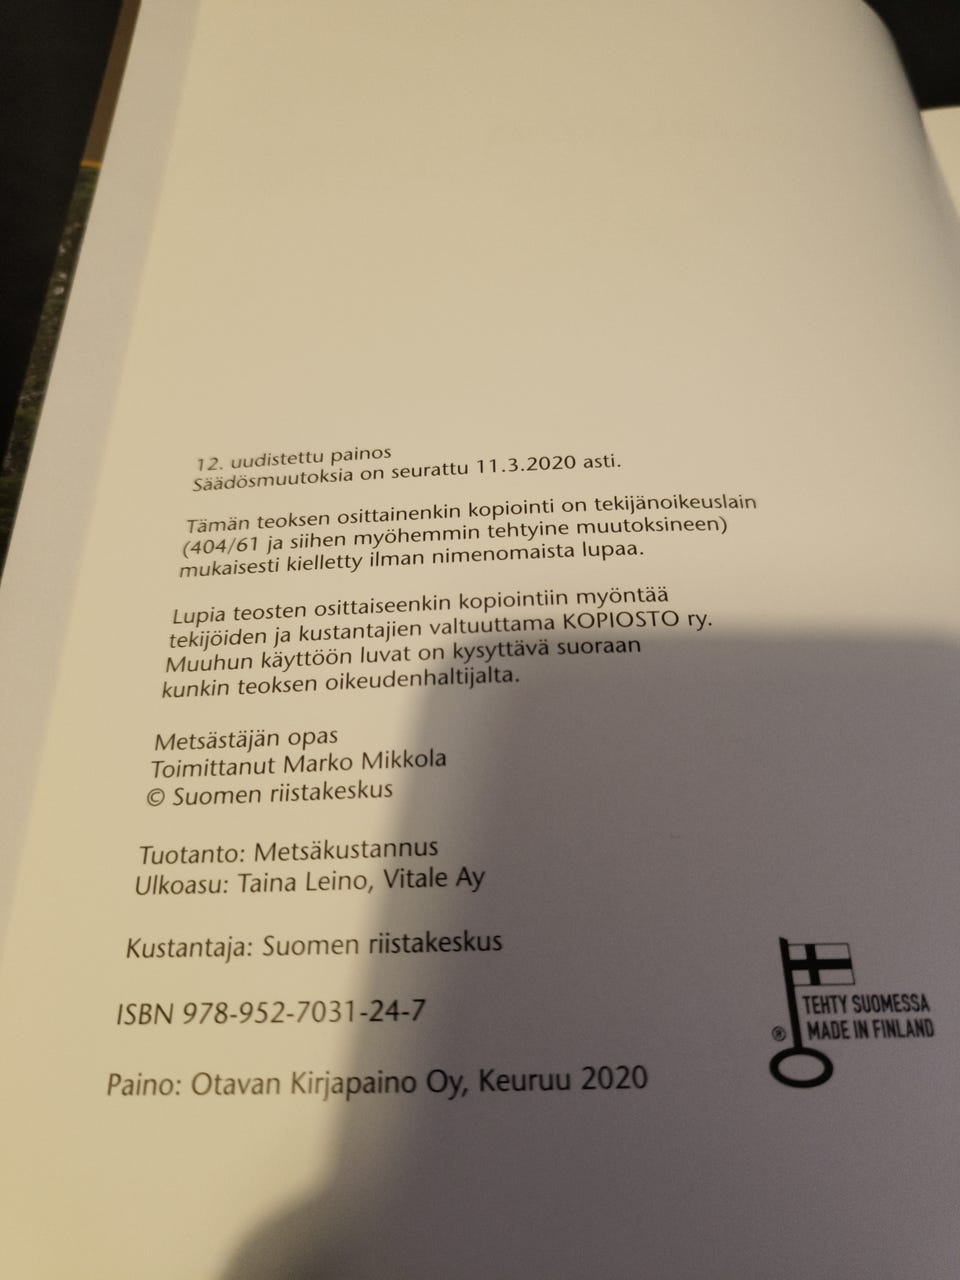 12. uudistettu painos
Säädösmuutoksia on seurattu 11.3.2020 asti.
Tämän teoksen osittainenkin kopiointi on tekijänoikeuslain
(404/61 ja siihen myöhemmin tehtyine muutoksineen)
mukaisesti kielletty ilman nimenomaista lupaa.
Lupia teosten osittaiseenkin kopiointiin myöntää
tekijöiden ja kustantajien valtuuttama KOPIOSTO ry.
Muuhun käyttöön luvat on kysyttävä suoraan
kunkin teoksen oikeudenhaltijalta.
Metsästäjän opas
Toimittanut Marko Mikkola
© Suomen riistakeskus
Tuotanto: Metsäkustannus
Ulkoasu: Taina Leino, Vitale Ay
Kustantaja: Suomen riistakeskus
ISBN 978-952-7031-24-7
Paino: Otavan Kirjapaino Oy, Keuruu 2020
TEHTY SUOMESSA
® MADE IN FINLAND